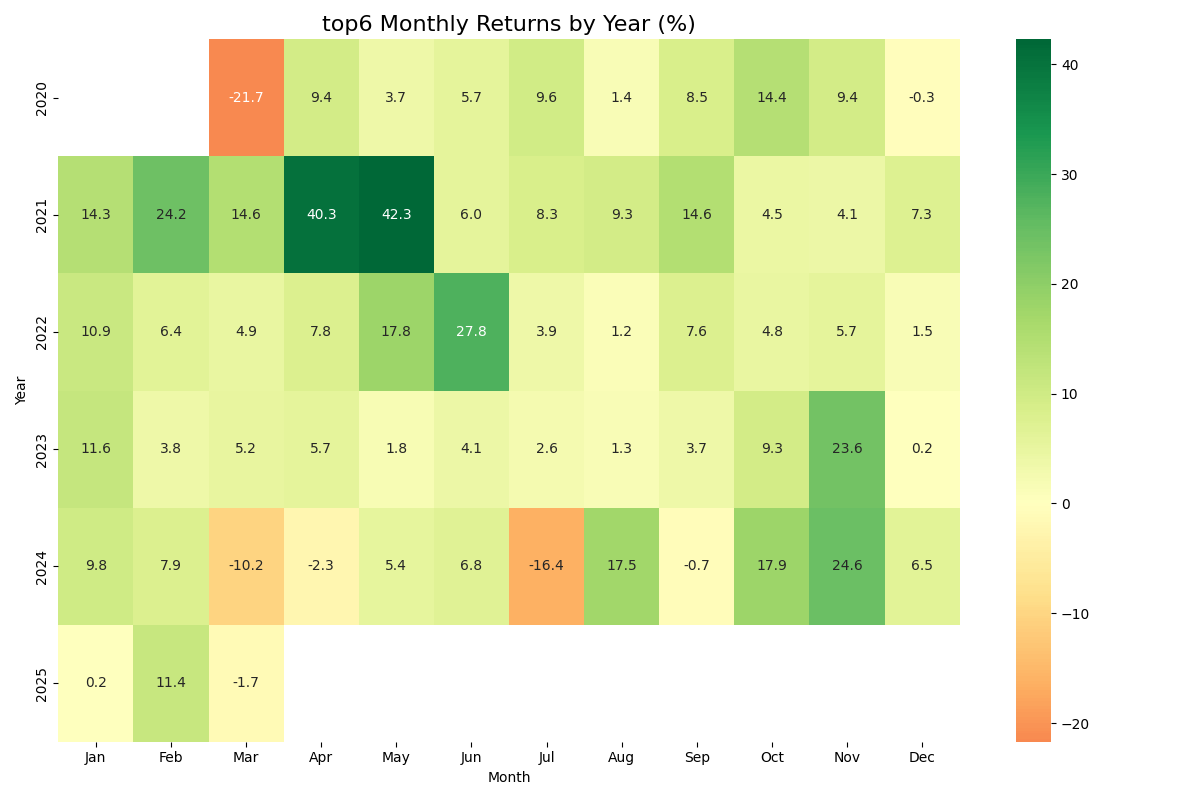 top6 Monthly Returns by Year (%)
2020 -21.7 9.4 3.7 5.7 9.6 1.4 8.5 14.4 9.4 -0.3
2021 14.3 24.2 14.6 40.3 42.3 6.0 8.3 9.3 14.6 4.5 4.1 7.3
2022 10.9 6.4 4.9 7.8 17.8 27.8 3.9 1.2 7.6 4.8 5.7 1.5
2023 11.6 3.8 5.2 5.7 1.8 4.1 2.6 1.3 3.7 9.3 23.6 0.2
2024 9.8 7.9 -10.2 -2.3 5.4 6.8 -16.4 17.5 -0.7 17.9 24.6 6.5
2025 0.2 11.4 -1.7
Jan Feb Mar Apr May Jun Jul Aug Sep Oct Nov Dec
Month
Year
40
30
20
10
0
−10
−20